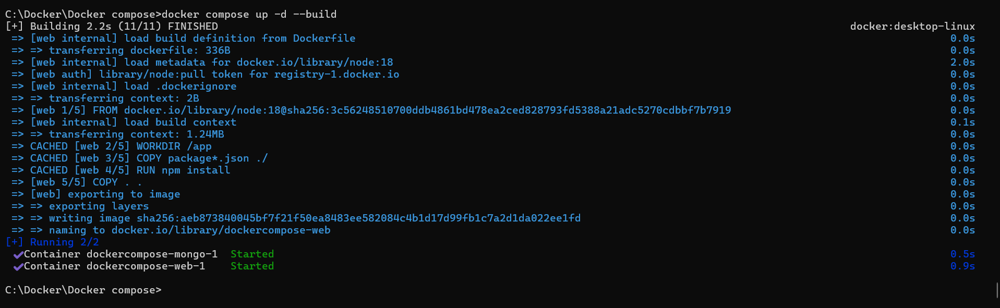 C:\Docker\Docker compose>docker compose up -d --build
[+] Building 2.2s (11/11) FINISHED docker:desktop-linux
=> [web internal] load build definition from Dockerfile 0.0s
=> => transferring dockerfile: 336B 0.0s
=> [web internal] load metadata for docker.io/library/node:18 2.0s
=> [web auth] library/node:pull token for registry-1.docker.io 0.0s
=> [web internal] load .dockerignore 0.0s
=> => transferring context: 2B 0.0s
=> [web 1/5] FROM docker.io/library/node:18@sha256:3c56248510700ddb4861bd478ea2ced828793fd5388a21adc5270cdbbf7b7919 0.0s
=> [web internal] load build context 0.1s
=> => transferring context: 1.24MB 0.0s
=> CACHED [web 2/5] WORKDIR /app 0.0s
=> CACHED [web 3/5] COPY package*.json ./ 0.0s
=> CACHED [web 4/5] RUN npm install 0.0s
=> [web 5/5] COPY . . 0.0s
=> [web] exporting to image 0.0s
=> => exporting layers 0.0s
=> => writing image sha256:aeb873840045bf7f21f50ea8483ee582084c4b1d17d99fb1c7a2d1da022ee1fd 0.0s
=> => naming to docker.io/library/dockercompose-web 0.0s
[+] Running 2/2
✔Container dockercompose-mongo-1 Started 0.5s
✔Container dockercompose-web-1 Started 0.9s
C:\Docker\Docker compose>